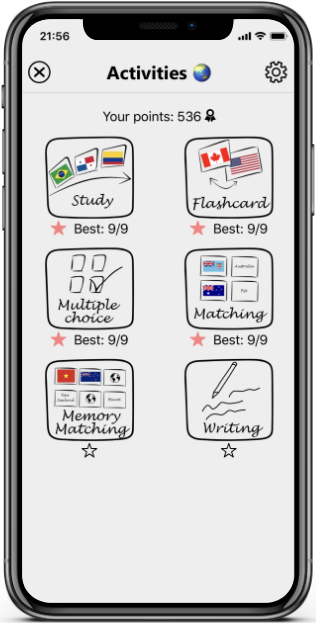 21:56
Activities
Your points: 536
Study
Flashcard
Best: 9/9
Best: 9/9
Multiple
choice
Australia
Fiji
Matching
Best: 9/9
Best: 9/9
New
Zealand
Memory
Matching
Writing